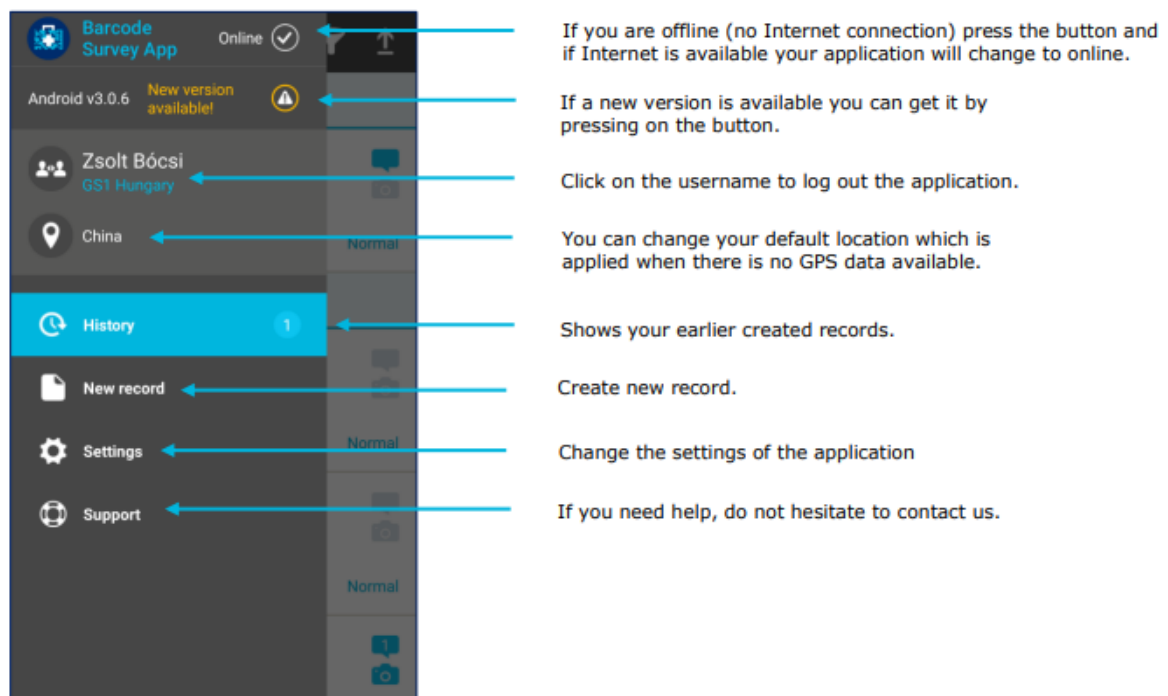 Barcode
Survey App
Online
If you are offline (no Internet connection) press the button and
if Internet is available your application will change to online.
Android v3.0.6
New version
available!
If a new version is available you can get it by
pressing on the button.
Zsolt Bócsi
GS1 Hungary
Click on the username to log out the application.
China
Normal
You can change your default location which is
applied when there is no GPS data available.
History
1
Shows your earlier created records.
New record
Create new record.
Settings
Normal
Change the settings of the application
Support
If you need help, do not hesitate to contact us.
Normal
1